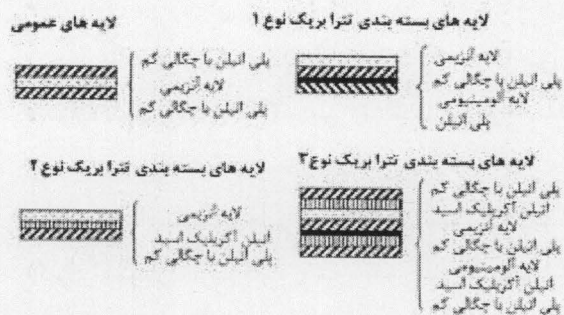 لایه های بسته بندی تترا بریک نوع ۱
لایه آنزیمی
پلی اتیلن با چگالی کم
لایه آلومینیومی
پلی اتیلن
لایه های عمومی
پلی اتیلن با چگالی کم
لایه آنزیمی
پلی اتیلن با چگالی کم
لایه های بسته بندی تترا بریک نوع ۳
پلی اتیلن با چگالی کم
اتیلن آکریلیک اسید
لایه آنزیمی
پلی اتیلن با چگالی کم
لایه آلومینیومی
اتیلن آکریلیک اسید
پلی اتیلن با چگالی کم
لایه های بسته بندی تترا بریک نوع ۲
لایه آنزیمی
اتیلن آکریلیک اسید
پلی اتیلن با چگالی کم